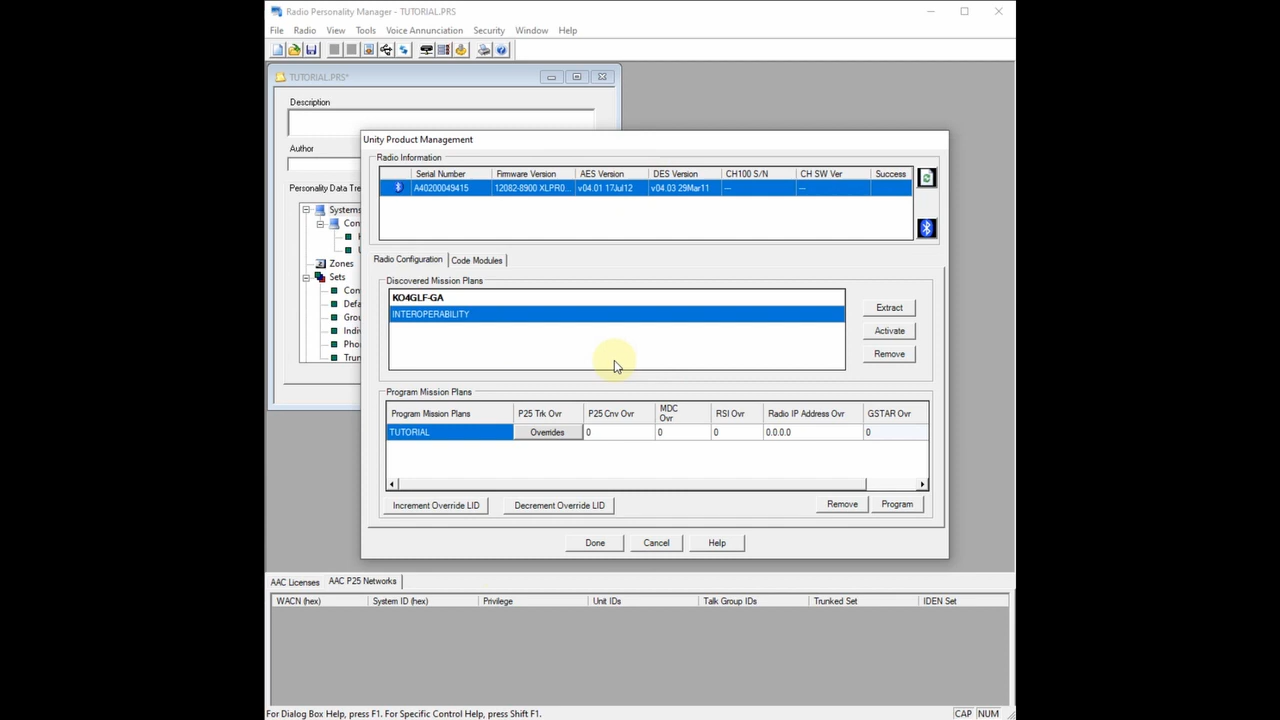 Radio Personality Manager - TUTORIAL.PRS
File Radio View Tools Voice Annunciation Security Window Help
TUTORIAL.PRS*
Description
Author
Personality Data Tre
Systems
Con
Zones
Sets
Con
Defa
Grou
Indiv
Phon
Trun
Unity Product Management
Radio Information
Serial Number Firmware Version AES Version DES Version CH100 S/N CH SW Ver Success
A40200049415 12082-8900 XLPR0... v04.01 17Jul12 v04.03 29Mar11 --- ---
Radio Configuration Code Modules
Discovered Mission Plans
KO4GLF-GA
INTEROPERABILITY
Extract
Activate
Remove
Program Mission Plans
Program Mission Plans P25 Trk Ovr P25 Cnv Ovr MDC Ovr RSI Ovr Radio IP Address Ovr GSTAR Ovr
TUTORIAL Overrides 0 0 0 0.0.0.0 0
Increment Override LID Decrement Override LID Remove Program
Done Cancel Help
AAC Licenses AAC P25 Networks
WACN (hex) System ID (hex) Privilege Unit IDs Talk Group IDs Trunked Set IDEN Set
For Dialog Box Help, press F1. For Specific Control Help, press Shift F1. CAP NUM